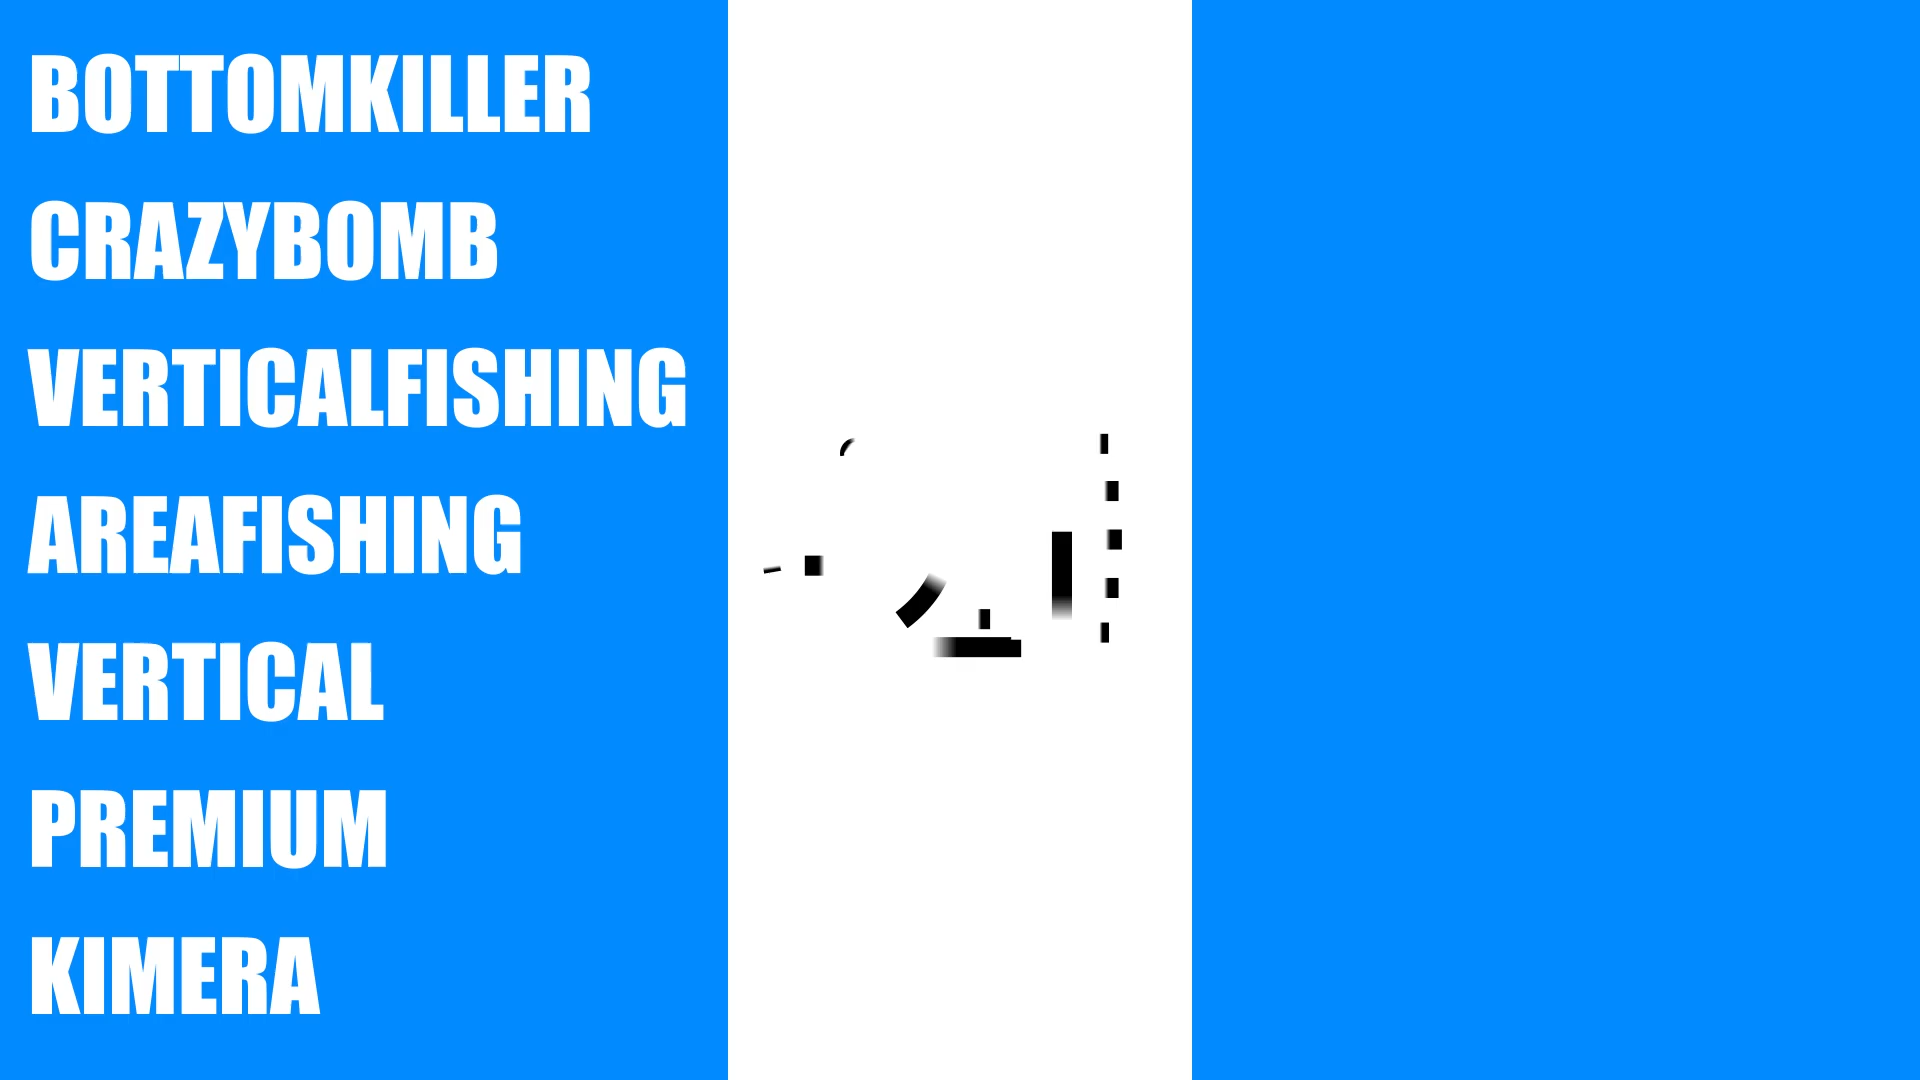 BOTTOMKILLER
CRAZYBOMB
VERTICALFISHING
AREAFISHING
VERTICAL
PREMIUM
KIMERA